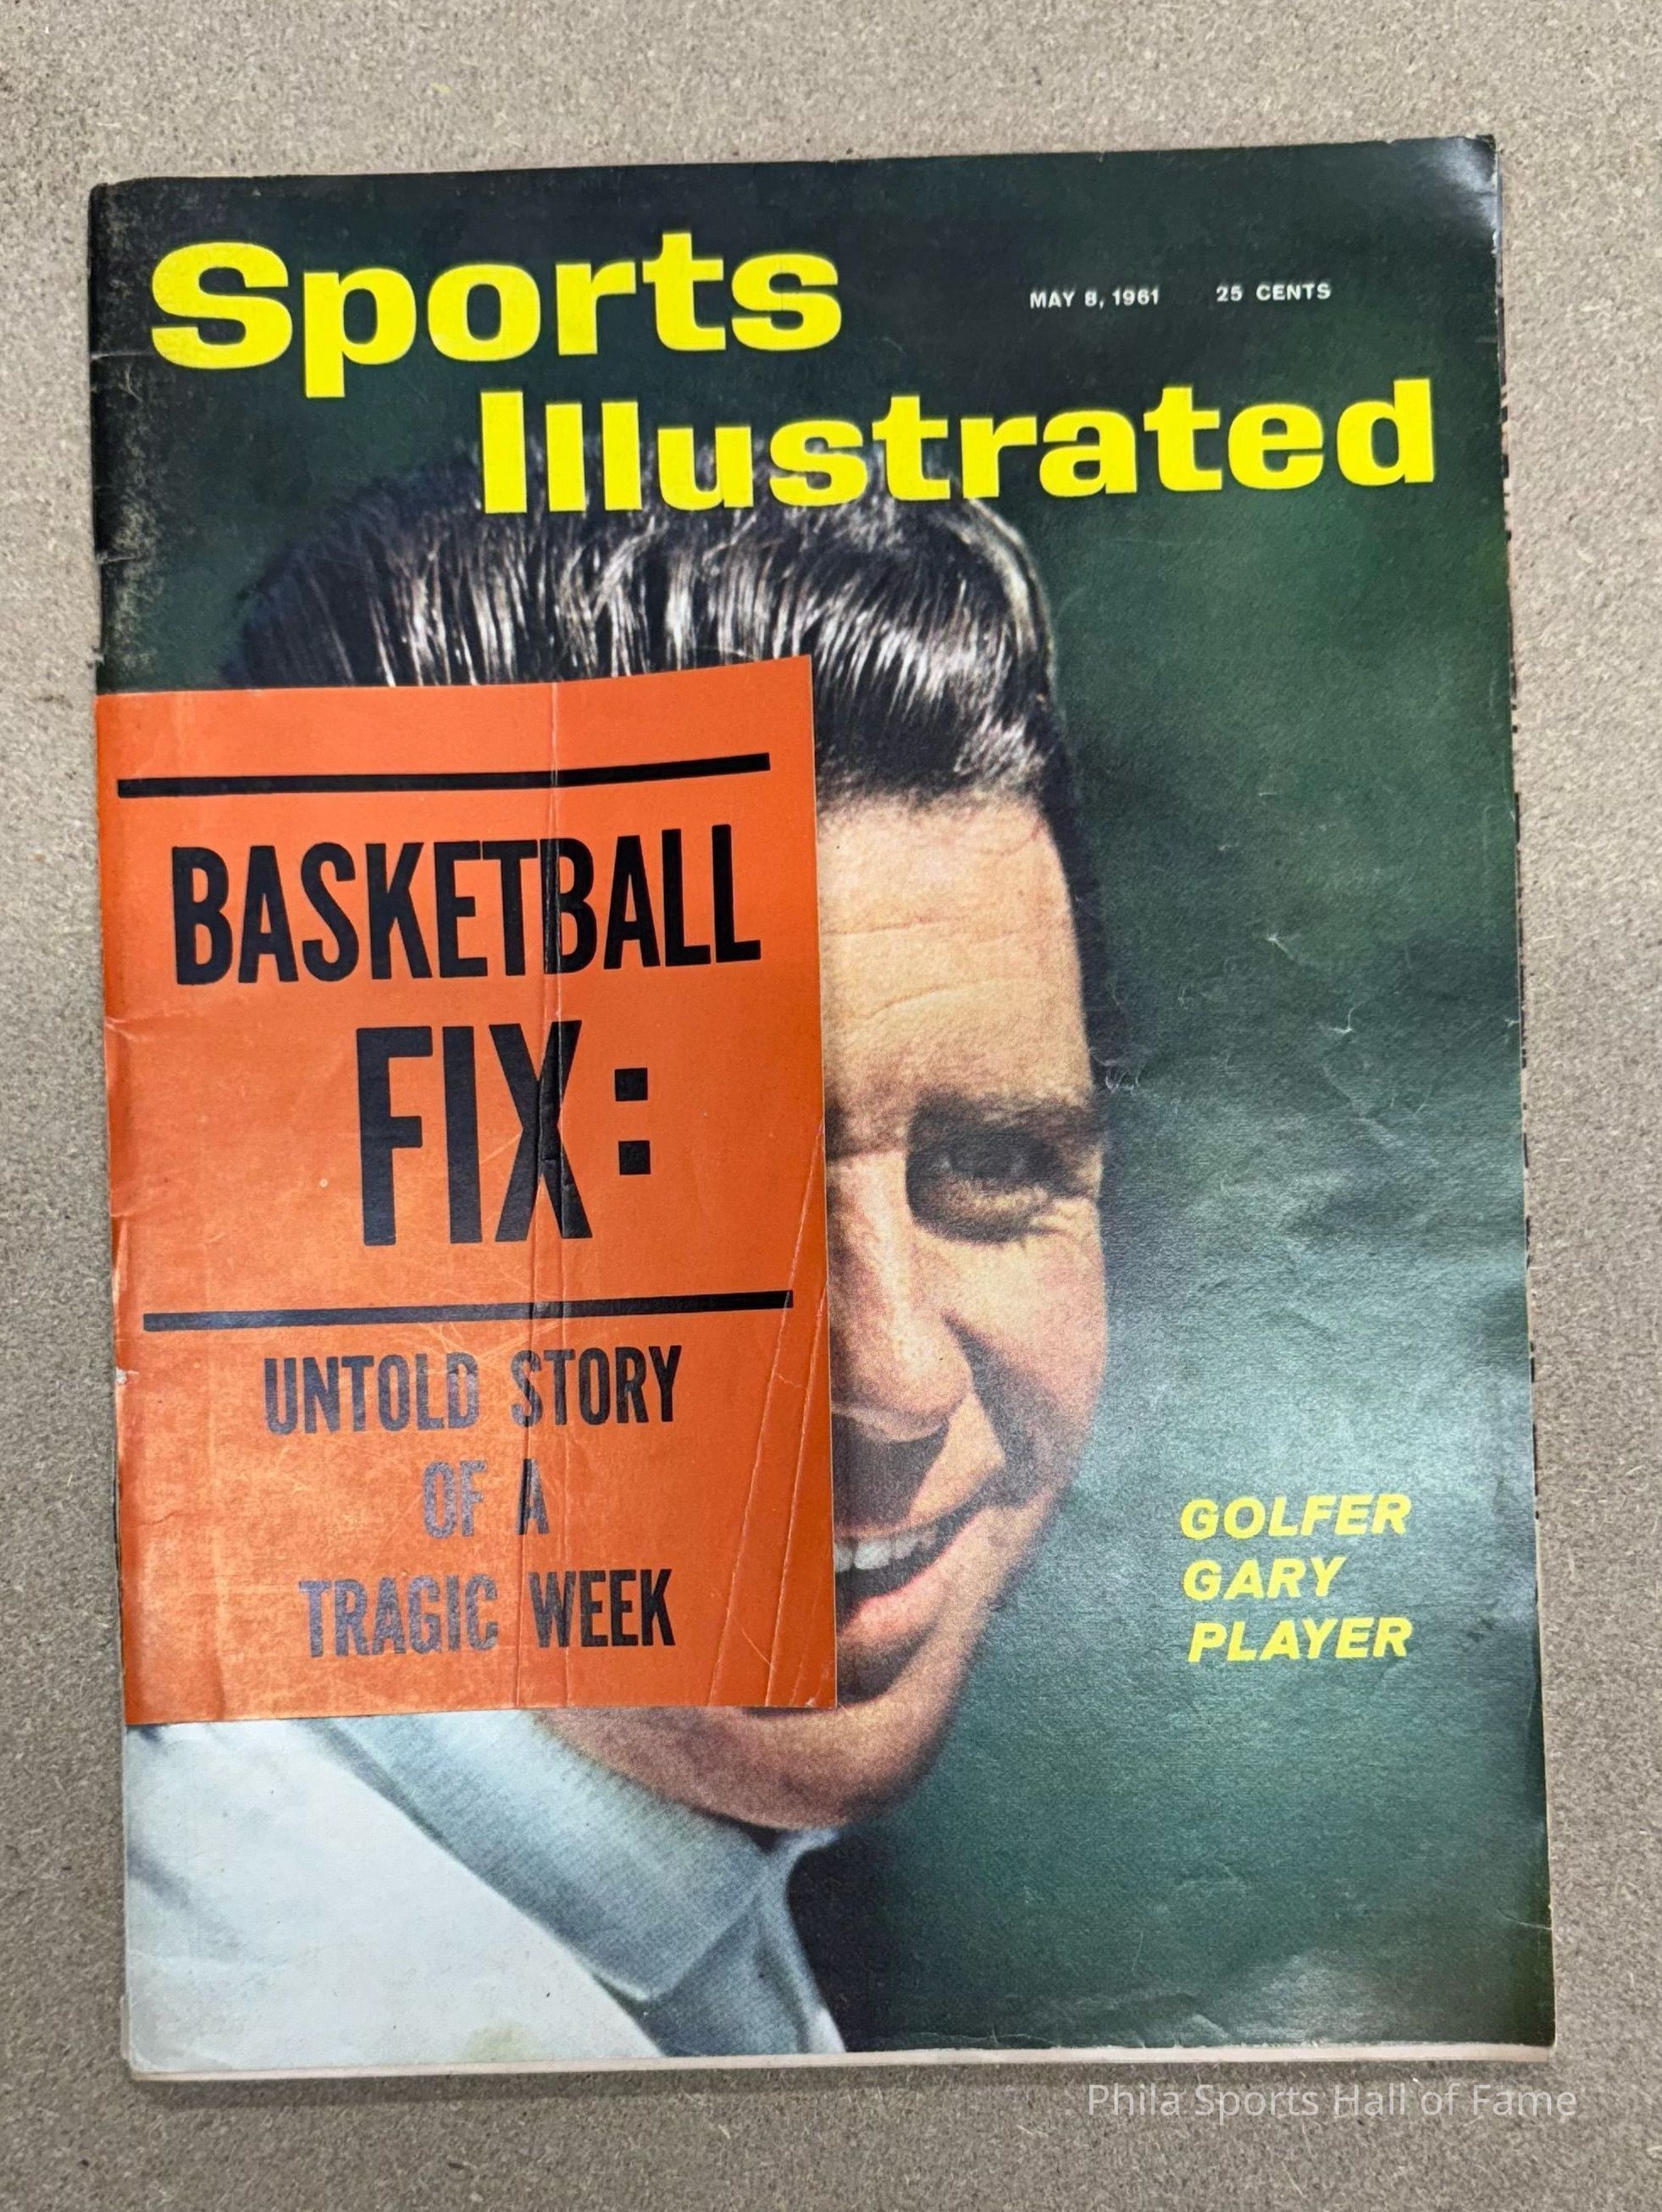 Sports
MAY 8, 1961 25 CENTS
Illustrated
BASKETBALL
FIX:
UNTOLD STORY
OF A
TRAGIC WEEK
GOLFER
GARY
PLAYER
Phila Sports Hall of Fame